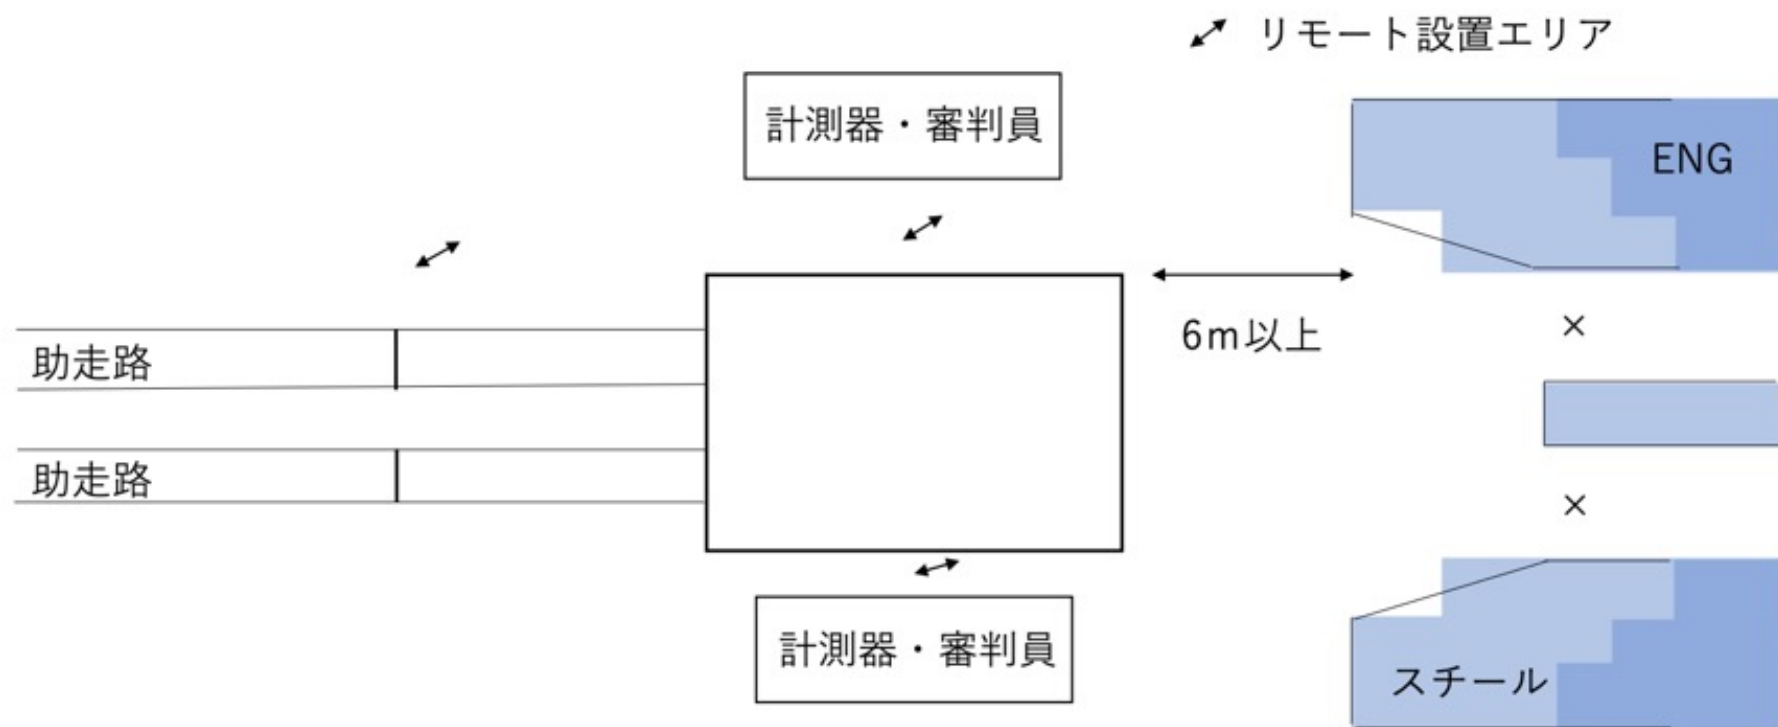 リモート設置エリア
計測器・審判員
ENG
6m以上
×
助走路
助走路
×
計測器・審判員
スチール